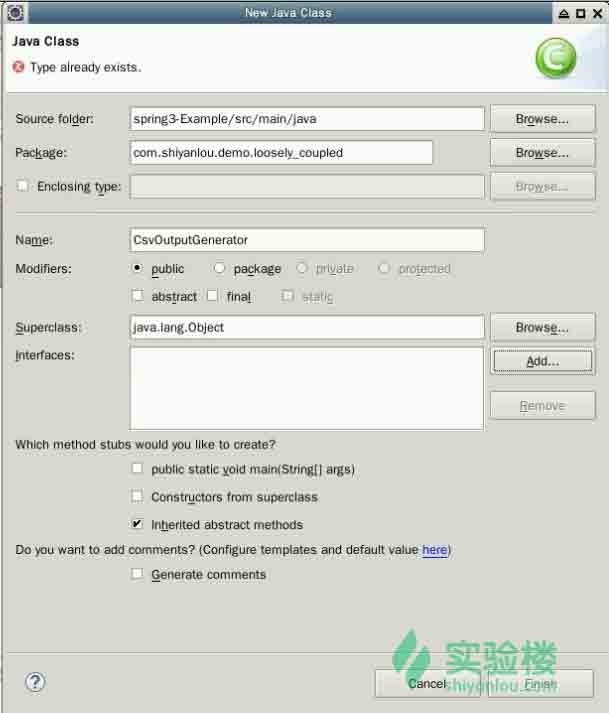 New Java Class
Java Class
Type already exists.
Source folder: spring3-Example/src/main/java Browse...
Package: com.shiyanlou.demo.loosely_coupled Browse...
Enclosing type: Browse...
Name: CsvOutputGenerator
Modifiers: public package private protected
abstract final static
Superclass: java.lang.Object Browse...
Interfaces: Add...
Remove
Which method stubs would you like to create?
public static void main(String[] args)
Constructors from superclass
Inherited abstract methods
Do you want to add comments? (Configure templates and default value here)
Generate comments
实验楼
? Cancel Finish
shiyanlou.com